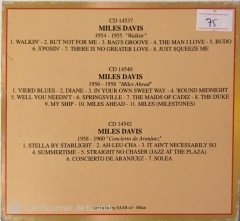 CD 14537
MILES DAVIS
1954 - 1955 "Walkin'"
1. WALKIN' - 2. BUT NOT FOR ME - 3. BAG'S GROOVE - 4. THE MAN I LOVE - 5. BUDO
6. S'POSIN' - 7. THERE IS NO GREATER LOVE - 8. JUST SQUEEZE ME
CD 14540
MILES DAVIS
1956 - 1958 "Miles Ahead"
1. VIERD BLUES - 2. DIANE - 3. IN YOUR OWN SWEET WAY - 4. 'ROUND MIDNIGHT
5. WELL YOU NEEDN'T - 6. SPRINGSVILLE - 7. THE MAIDS OF CADIZ - 8. THE DUKE
9. MY SHIP - 10. MILES AHEAD - 11. MILES (MILESTONES)
CD 14542
MILES DAVIS
1958 - 1960 "Concierto de Aranjuez"
1. STELLA BY STARLIGHT - 2. AH-LEU-CHA - 3. IT AIN'T NECESSARILY SO
4. SUMMERTIME - 5. STRAIGHT NO CHASER (JAZZ AT THE PLAZA)
6. CONCIERTO DE ARANJUEZ - 7. SOLEA
75